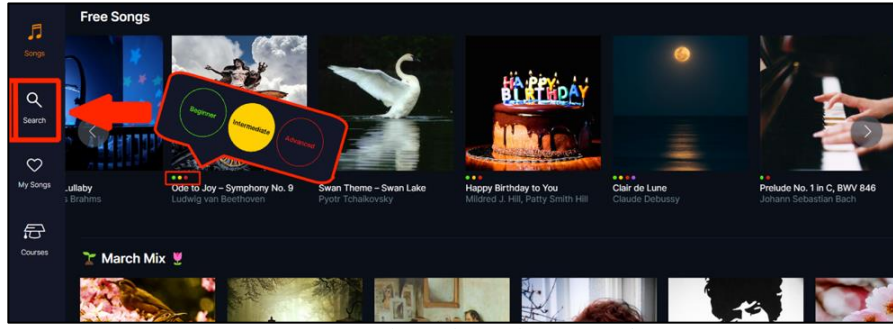 Free Songs
Songs
Search
My Songs
Courses
Beginner
Intermediate
Advanced
HAPPY
BIRTHDAY
Lullaby
s Brahms
Ode to Joy – Symphony No. 9
Ludwig van Beethoven
Swan Theme – Swan Lake
Pyotr Tchaikovsky
Happy Birthday to You
Mildred J. Hill, Patty Smith Hill
Clair de Lune
Claude Debussy
Prelude No. 1 in C, BWV 846
Johann Sebastian Bach
March Mix